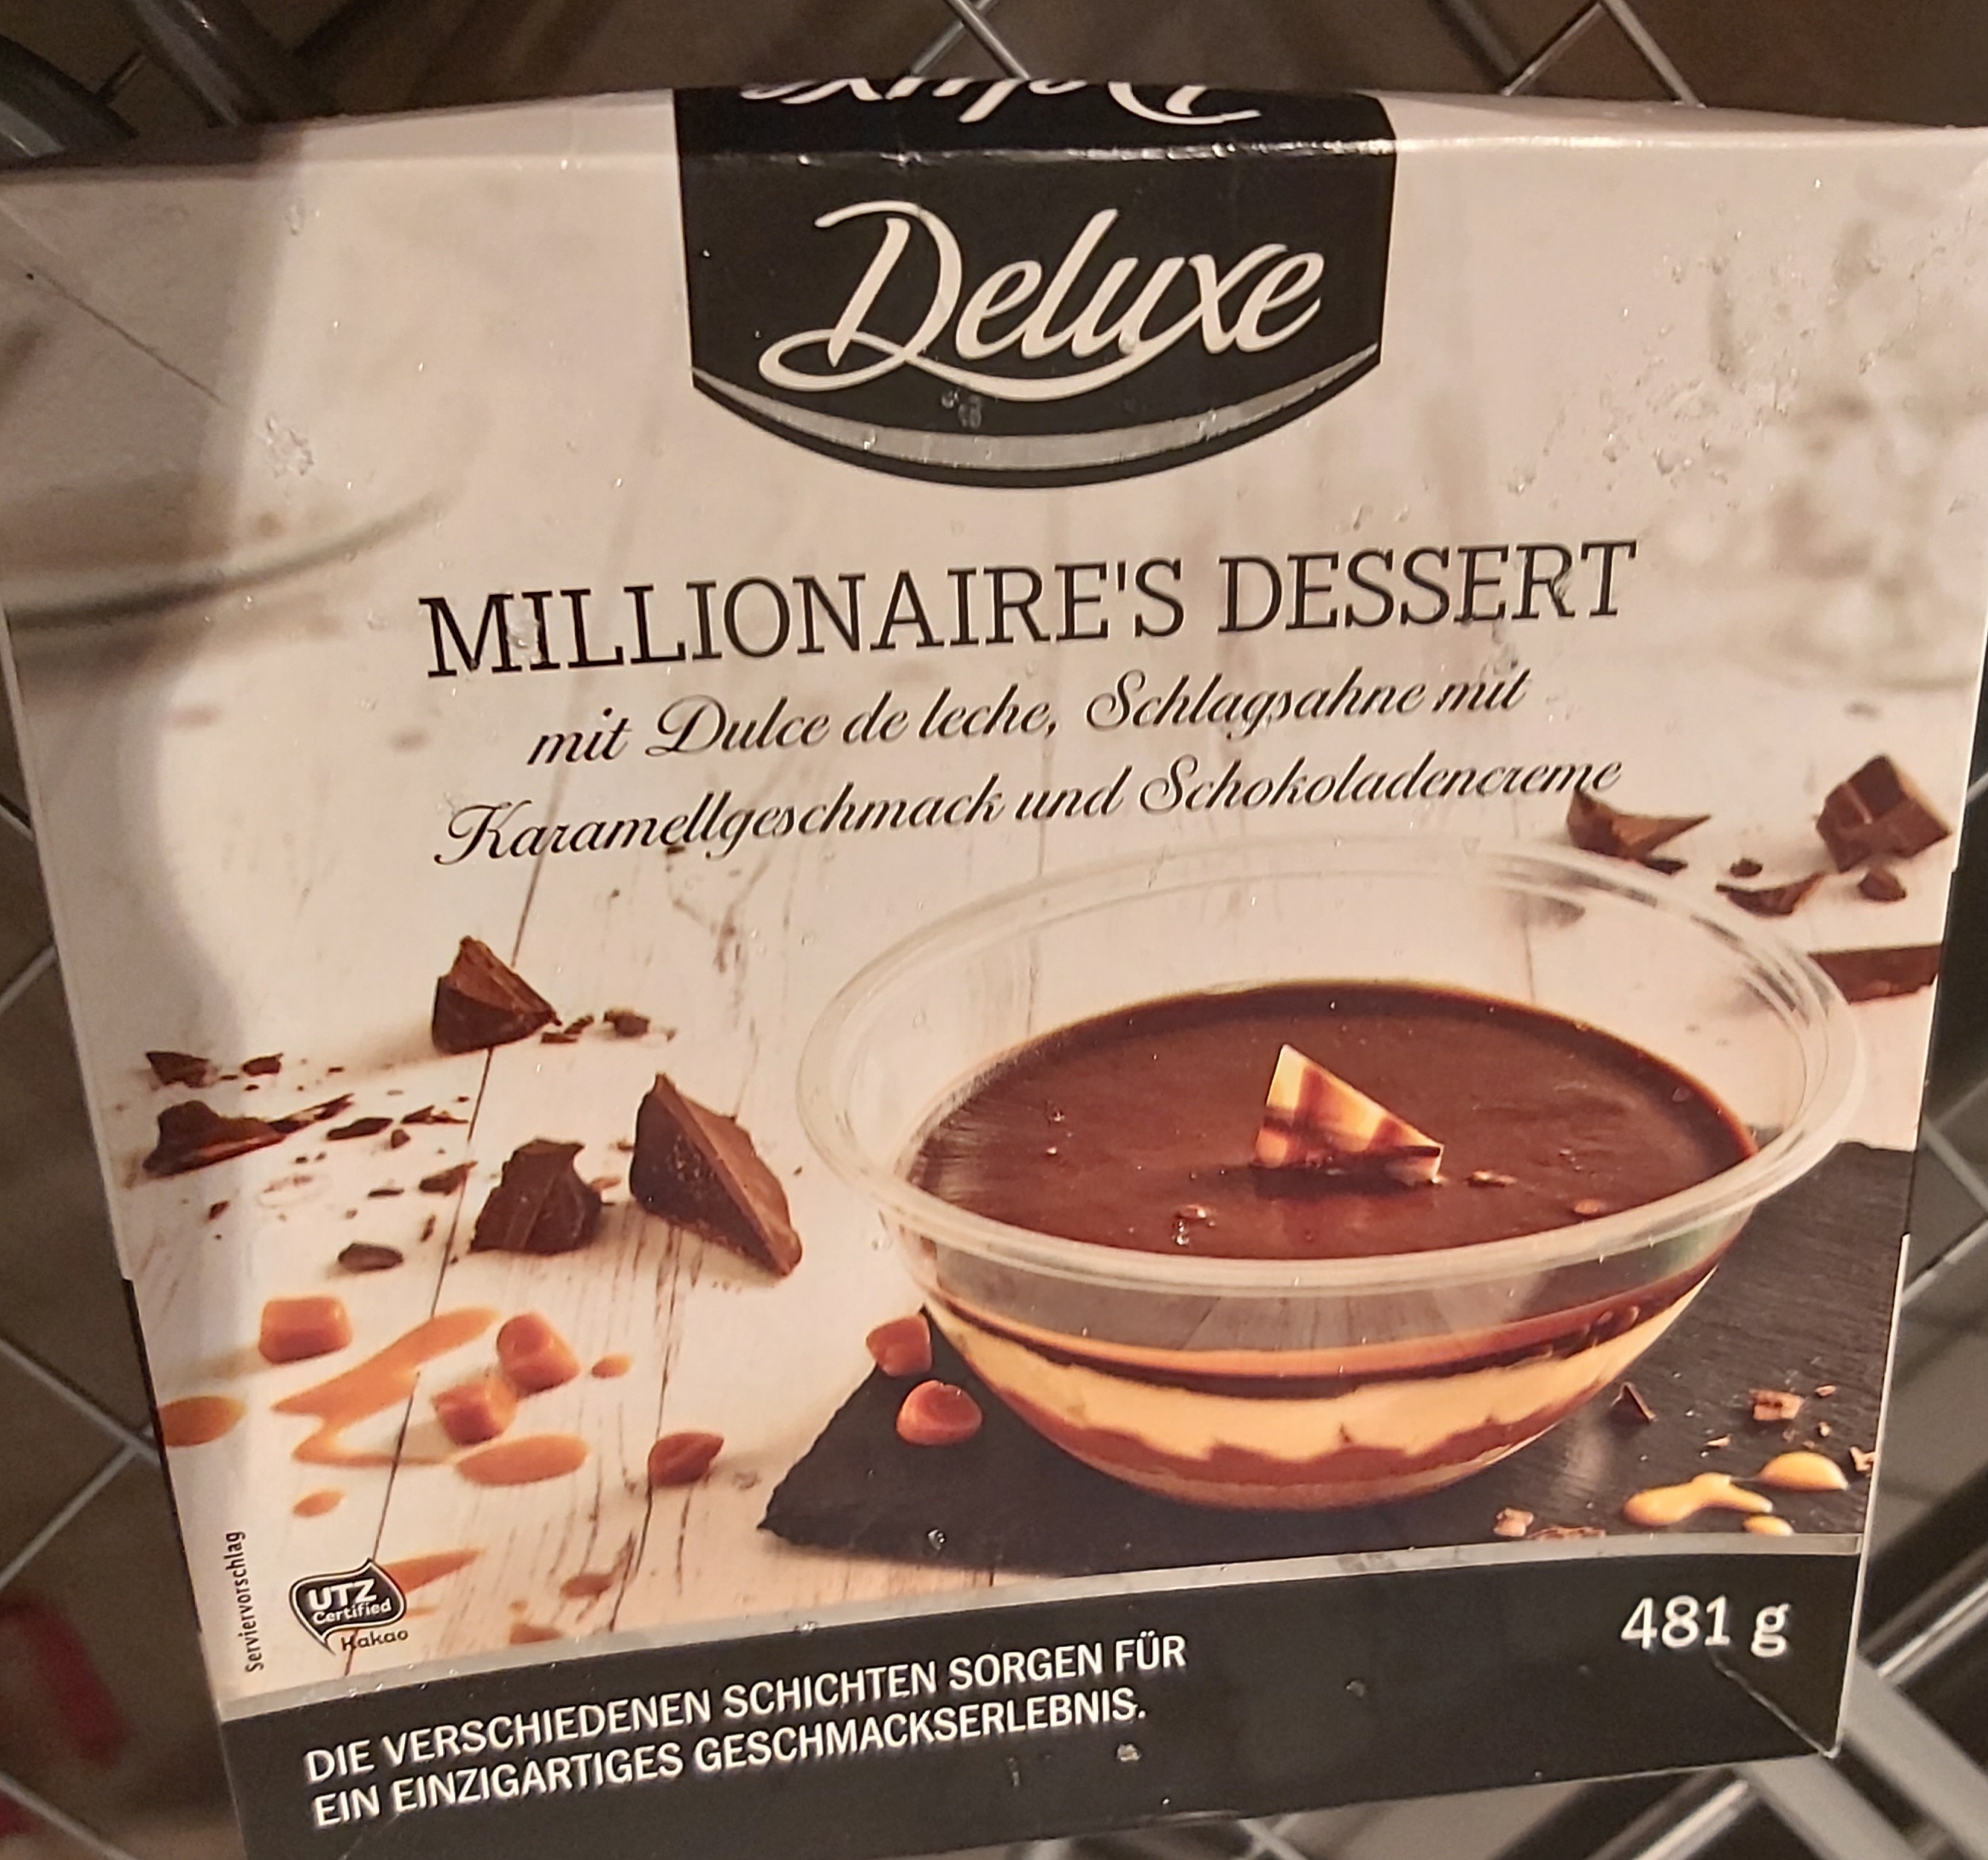 Deluxe
Deluxe
MILLIONAIRE'S DESSERT
mit Dulce de leche, Schlagsahne mit
Karamellgeschmack und Schokoladencreme
Serviervorschlag
UTZ
Certified
Kakao
481 g
DIE VERSCHIEDENEN SCHICHTEN SORGEN FÜR
EIN EINZIGARTIGES GESCHMACKSERLEBNIS.